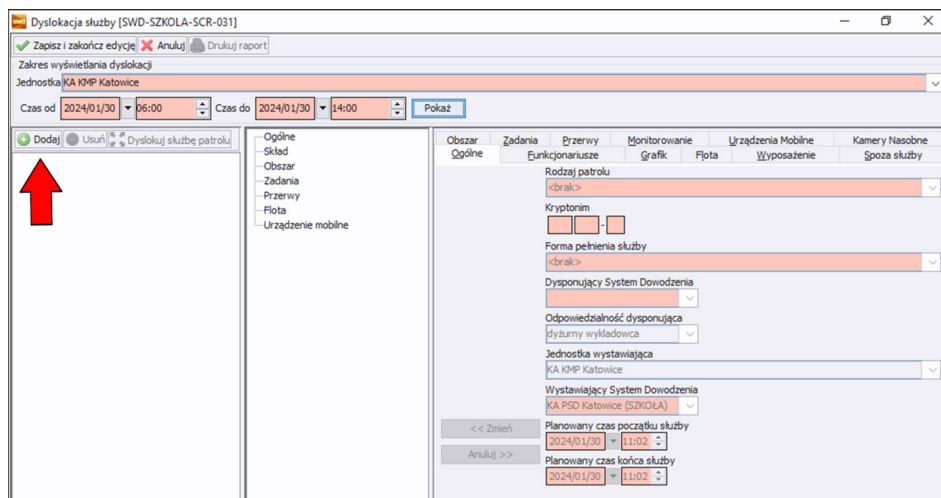 SWD Dyslokacja służby [SWD-SZKOLA-SCR-031]
Zapisz i zakończ edycję Anuluj Drukuj raport
Zakres wyświetlania dyslokacji
Jednostka KA KMP Katowice
Czas od 2024/01/30 06:00 Czas do 2024/01/30 14:00 Pokaż
Dodaj Usuń Dyslokuj służbę patrolu
Ogólne
Skład
Obszar
Zadania
Przerwy
Flota
Urządzenie mobilne
Obszar Zadania Przerwy Monitorowanie Urządzenia Mobilne Kamery Nasobne
Ogólne Funkcjonariusze Grafik Flota Wyposażenie Spoza służby
Rodzaj patrolu
<brak>
Kryptonim
-
Forma pełnienia służby
<brak>
Dysponujący System Dowodzenia
Odpowiedzialność dysponująca
dyżurny wykladowca
Jednostka wystawiająca
KA KMP Katowice
Wystawiający System Dowodzenia
KA PSD Katowice (SZKOŁA)
<< Zmień
Anuluj >>
Planowany czas początku służby
2024/01/30 11:02
Planowany czas końca służby
2024/01/30 11:02